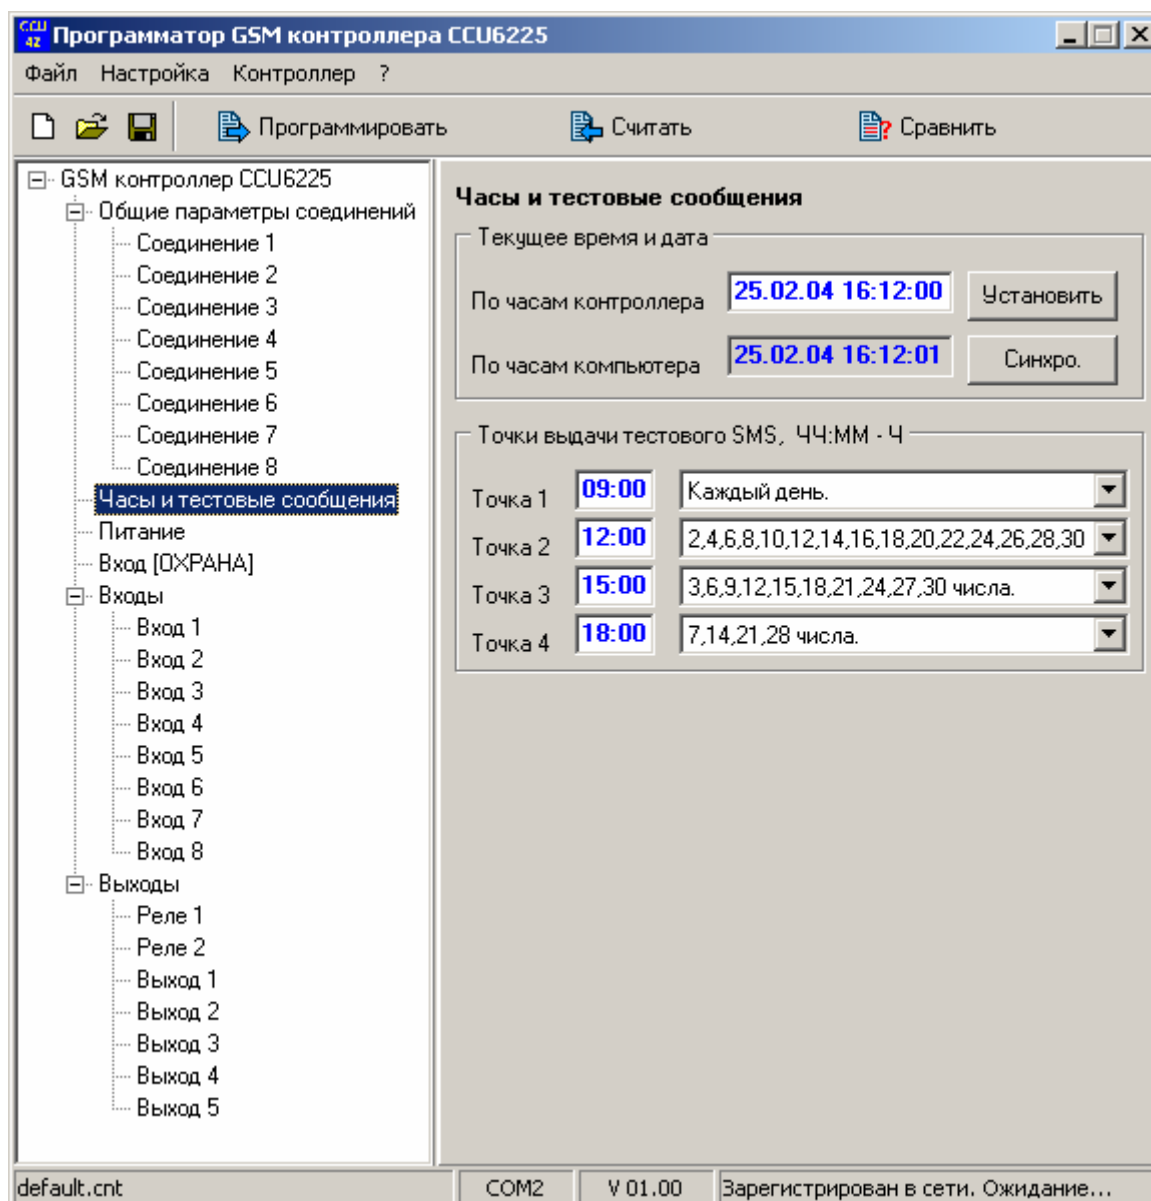 CCU
42
Программатор GSM контроллера CCU6225
Файл Настройка Контроллер ?
Программировать Считать Сравнить
GSM контроллер CCU6225
Общие параметры соединений
Соединение 1
Соединение 2
Соединение 3
Соединение 4
Соединение 5
Соединение 6
Соединение 7
Соединение 8
Часы и тестовые сообщения
Питание
Вход [ОХРАНА]
Входы
Вход 1
Вход 2
Вход 3
Вход 4
Вход 5
Вход 6
Вход 7
Вход 8
Выходы
Реле 1
Реле 2
Выход 1
Выход 2
Выход 3
Выход 4
Выход 5
Часы и тестовые сообщения
Текущее время и дата
По часам контроллера 25.02.04 16:12:00 Установить
По часам компьютера 25.02.04 16:12:01 Синхро.
Точки выдачи тестового SMS, ЧЧ:ММ - Ч
Точка 1 09:00 Каждый день.
Точка 2 12:00 2,4,6,8,10,12,14,16,18,20,22,24,26,28,30
Точка 3 15:00 3,6,9,12,15,18,21,24,27,30 числа.
Точка 4 18:00 7,14,21,28 числа.
default.cnt COM2 V 01.00 Зарегистрирован в сети. Ожидание...